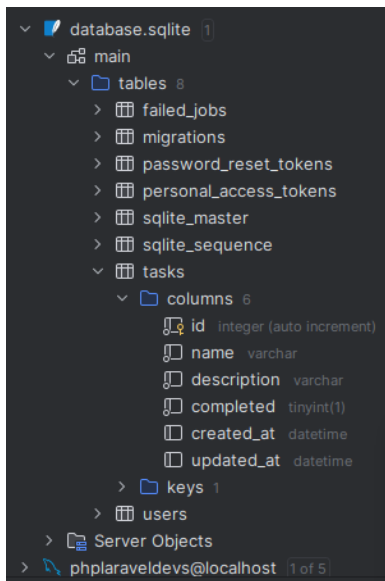 database.sqlite 1
main
tables 8
failed_jobs
migrations
password_reset_tokens
personal_access_tokens
sqlite_master
sqlite_sequence
tasks
columns 6
id integer (auto increment)
name varchar
description varchar
completed tinyint(1)
created_at datetime
updated_at datetime
keys 1
users
Server Objects
phplaraveldevs@localhost 1 of 5